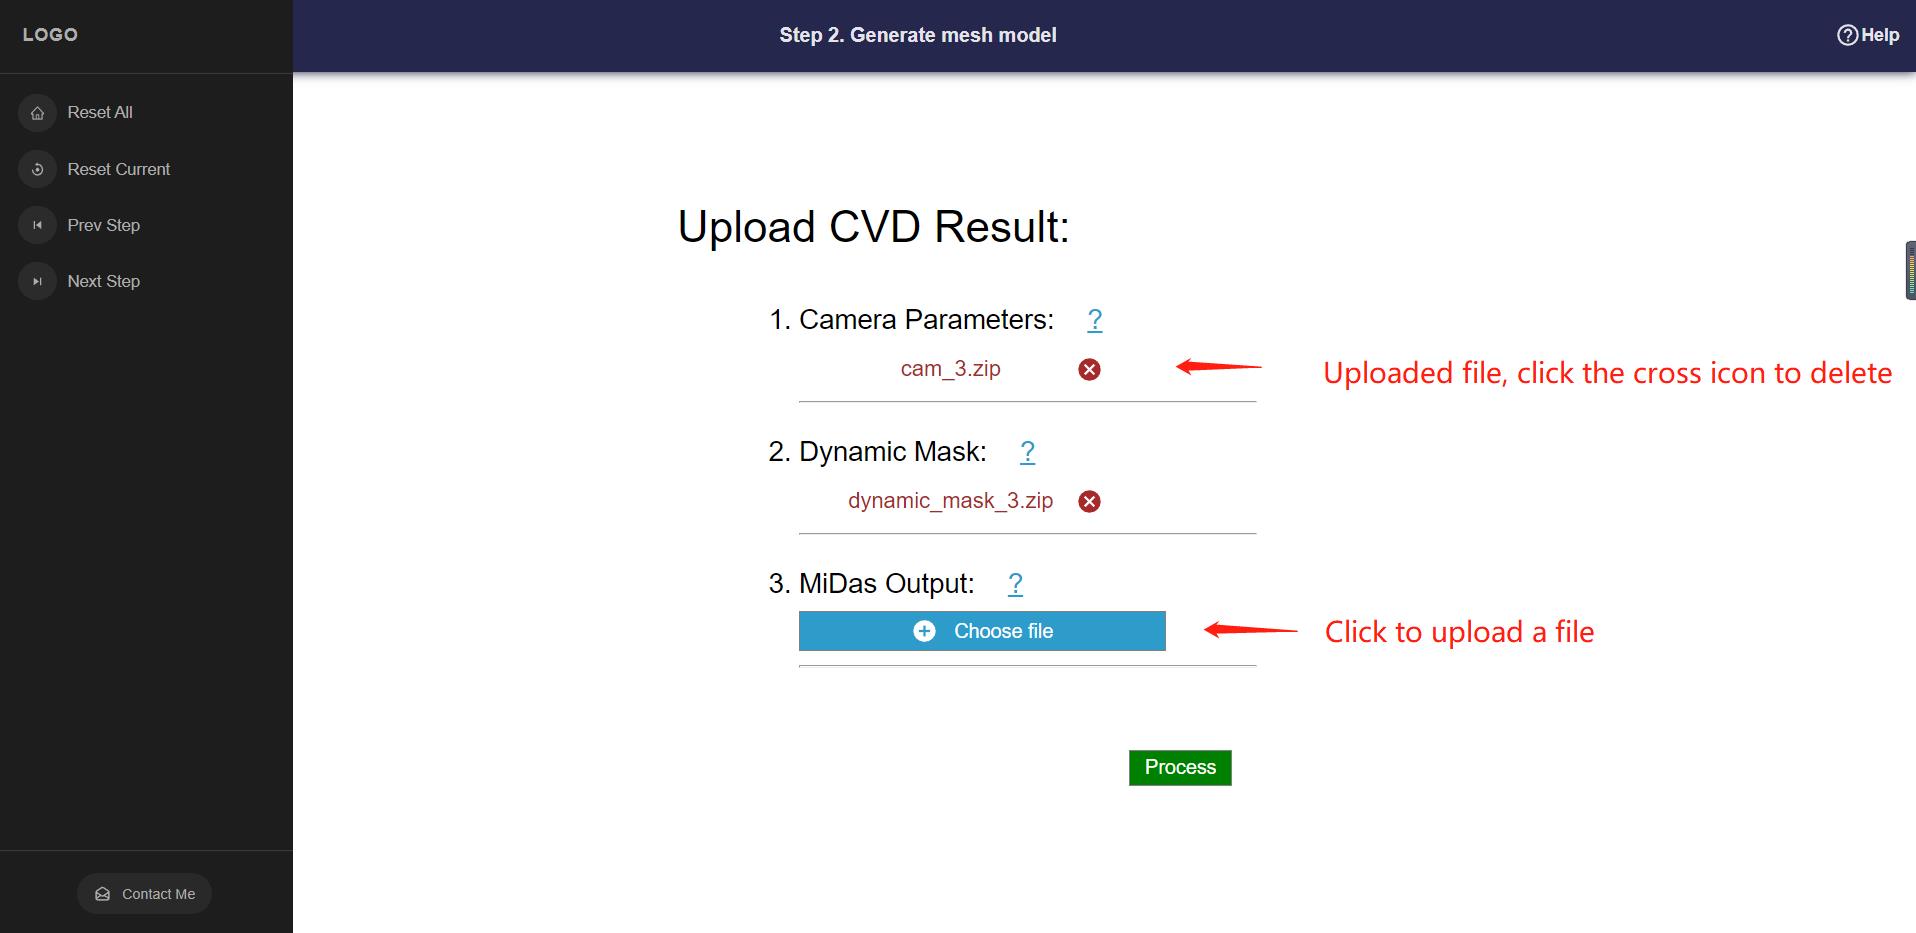 LOGO
Step 2. Generate mesh model
Help
Reset All
Reset Current
Prev Step
Next Step
Upload CVD Result:
1. Camera Parameters: ?
cam_3.zip
Uploaded file, click the cross icon to delete
2. Dynamic Mask: ?
dynamic_mask_3.zip
3. MiDas Output: ?
Choose file
Click to upload a file
Process
Contact Me